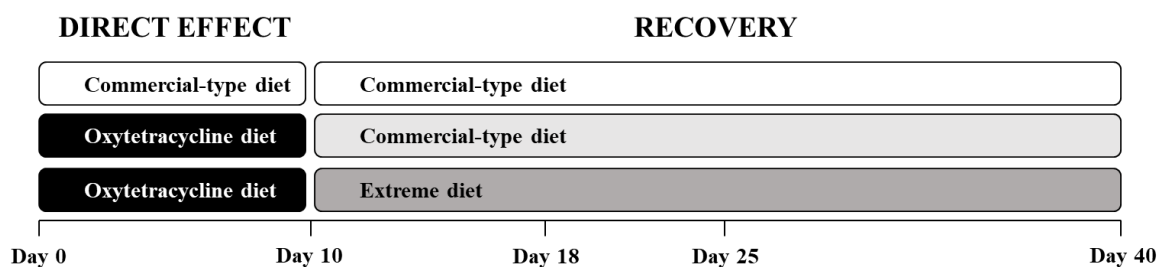 DIRECT EFFECT RECOVERY
Commercial-type diet Commercial-type diet
Oxytetracycline diet Commercial-type diet
Oxytetracycline diet Extreme diet
Day 0 Day 10 Day 18 Day 25 Day 40